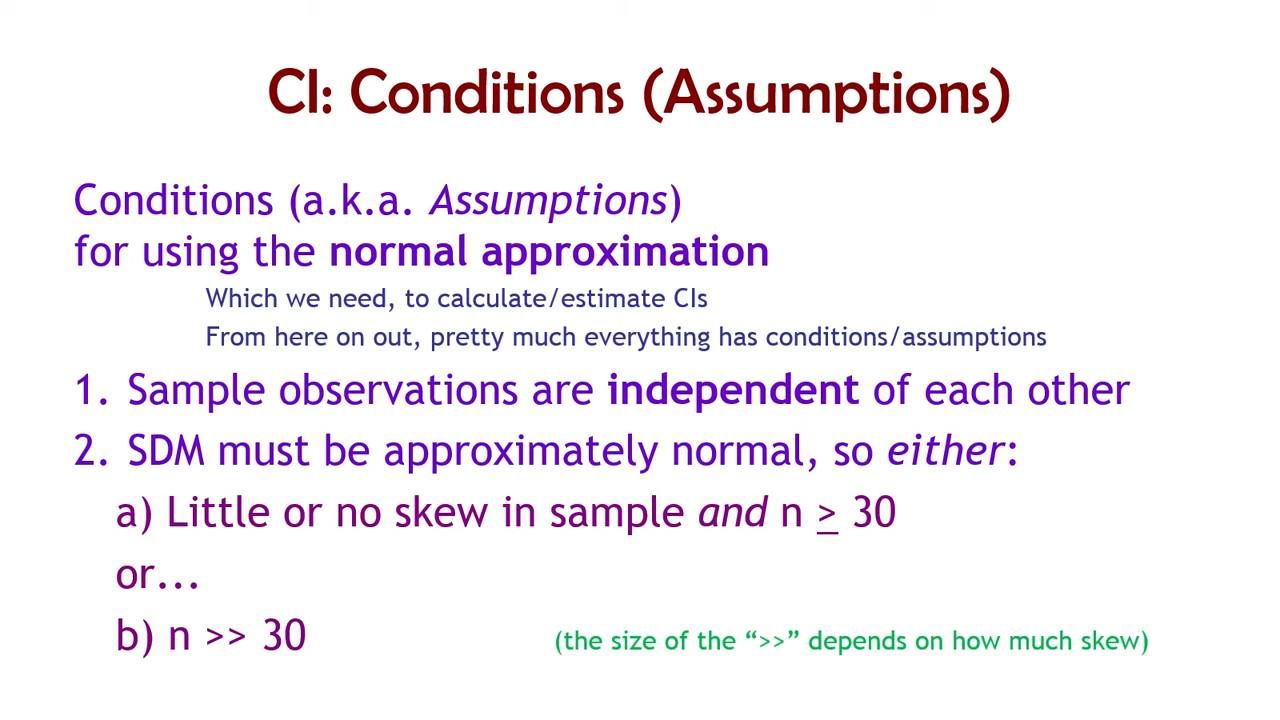 CI: Conditions (Assumptions)
Conditions (a.k.a. Assumptions)
for using the normal approximation
Which we need, to calculate/estimate CIs
From here on out, pretty much everything has conditions/assumptions
1. Sample observations are independent of each other
2. SDM must be approximately normal, so either:
a) Little or no skew in sample and n ≥ 30
or...
b) n >> 30 (the size of the “>>” depends on how much skew)